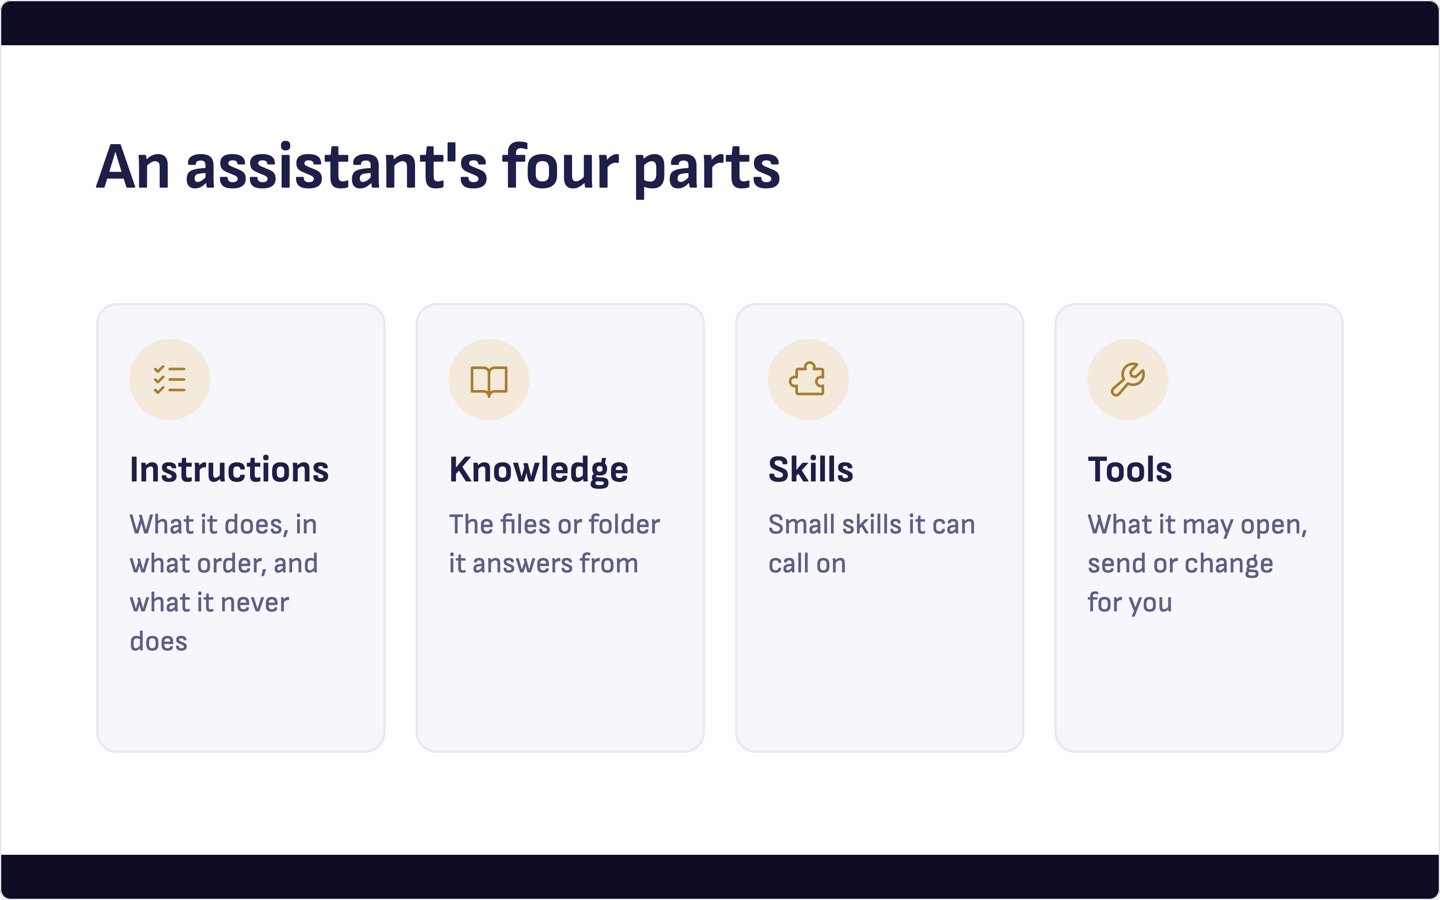 An assistant's four parts
Instructions
What it does, in
what order, and
what it never
does
Knowledge
The files or folder
it answers from
Skills
Small skills it can
call on
Tools
What it may open,
send or change
for you